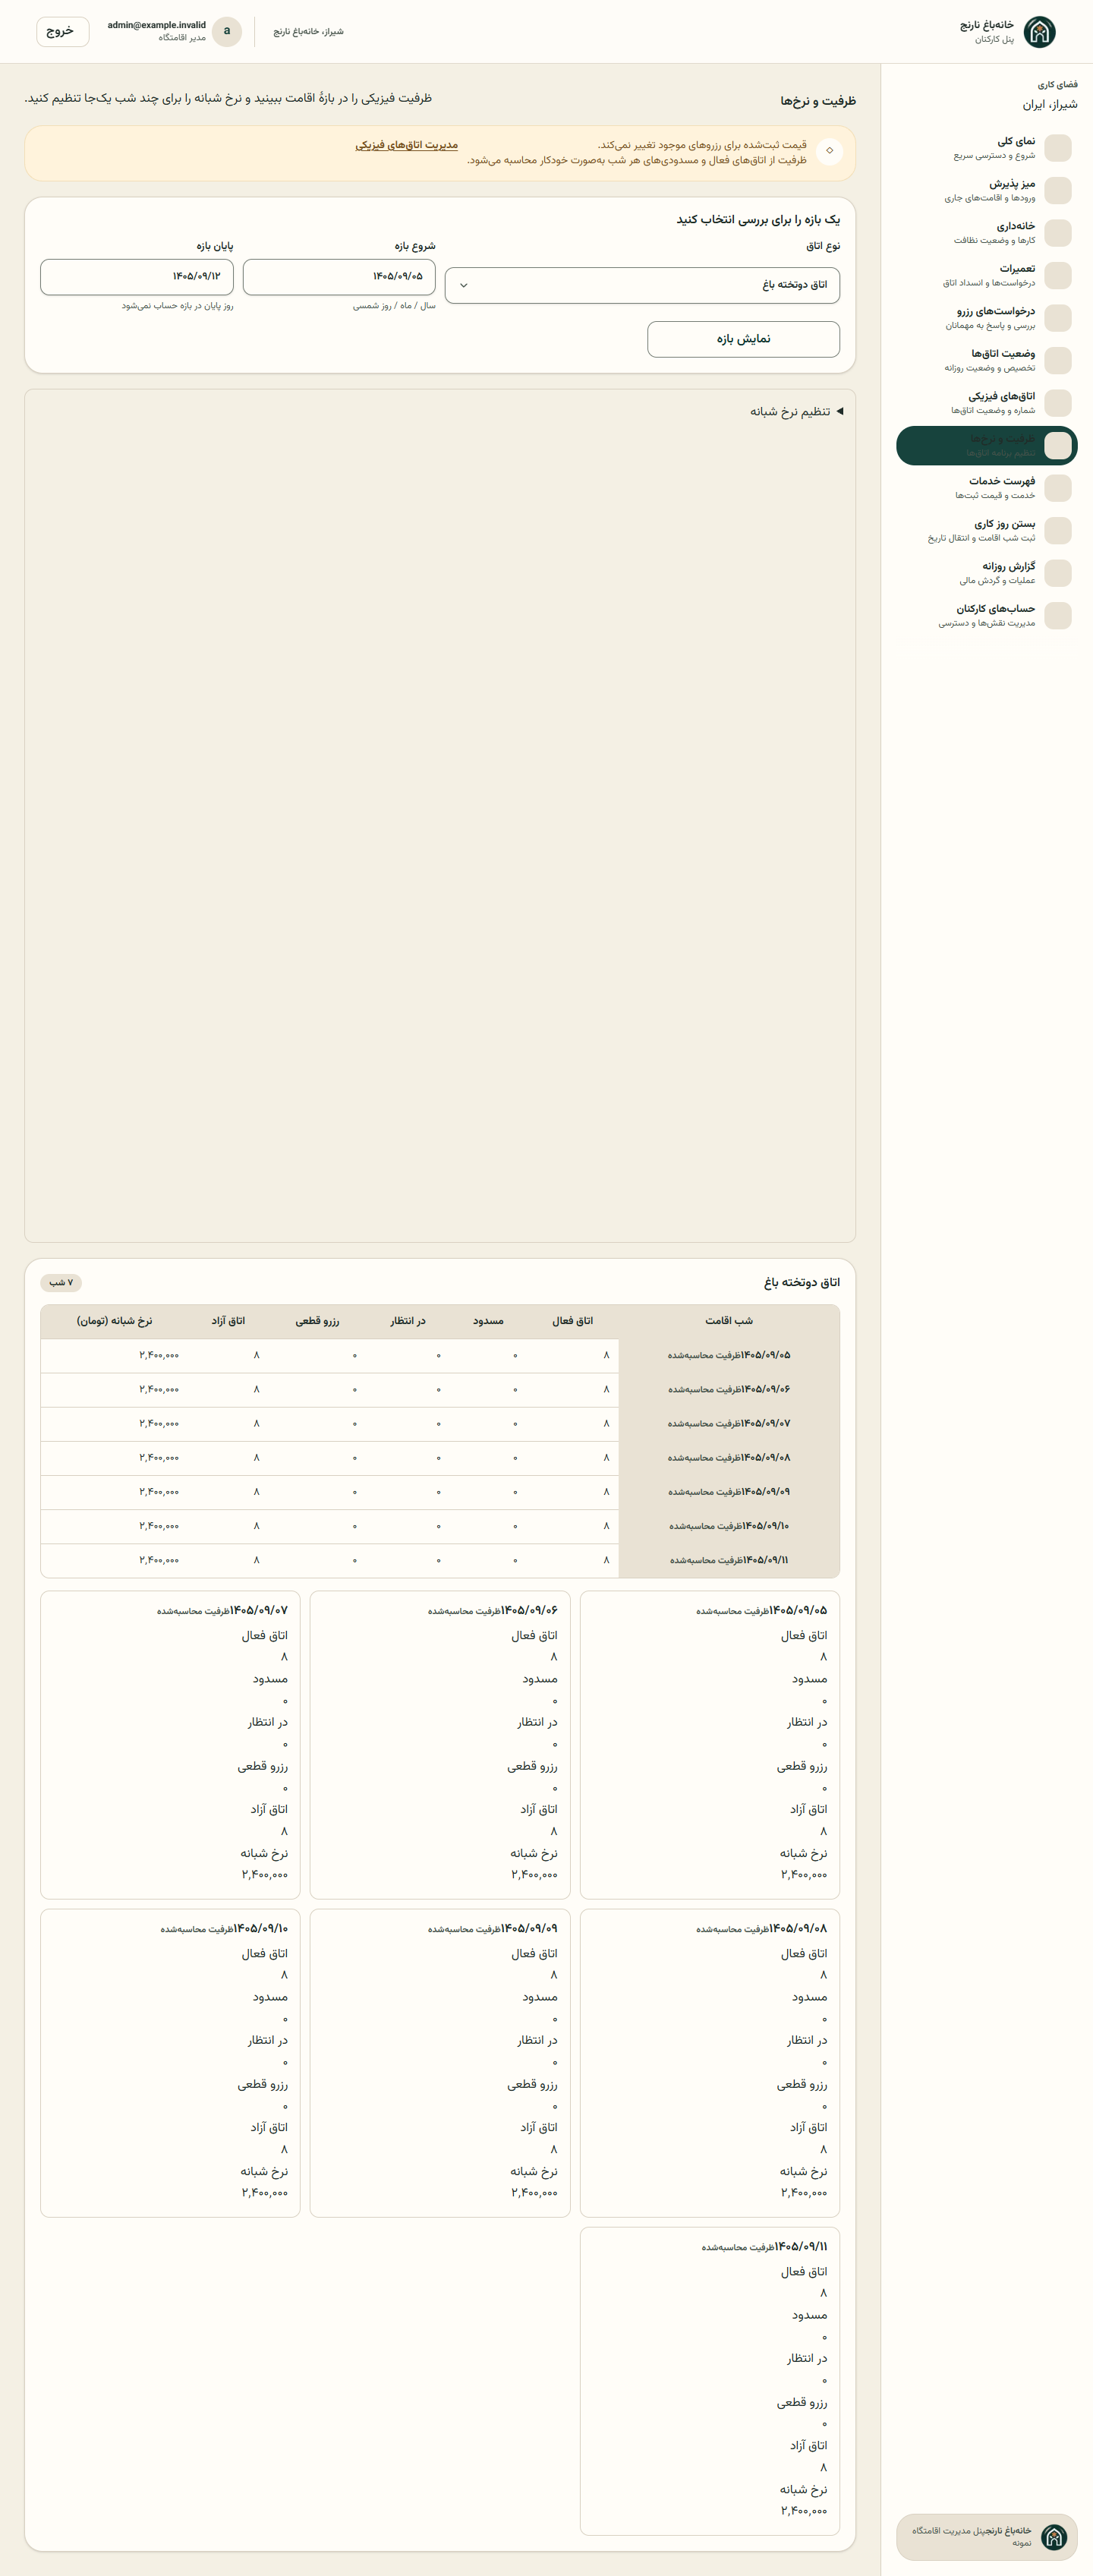 خانه‌باغ نارنج
پنل کارکنان
شیراز، خانه‌باغ نارنج
a
admin@example.invalid
مدیر اقامتگاه
خروج
فضای کاری
شیراز، ایران
نمای کلی
شروع و دسترسی سریع
میز پذیرش
ورودها و اقامت‌های جاری
خانه‌داری
کارها و وضعیت نظافت
تعمیرات
درخواست‌ها و انسداد اتاق
درخواست‌های رزرو
بررسی و پاسخ به مهمانان
وضعیت اتاق‌ها
تخصیص و وضعیت روزانه
اتاق‌های فیزیکی
شماره و وضعیت اتاق‌ها
ظرفیت و نرخ‌ها
تنظیم برنامه اتاق‌ها
فهرست خدمات
خدمت و قیمت ثبت‌ها
بستن روز کاری
ثبت شب اقامت و انتقال تاریخ
گزارش روزانه
عملیات و گردش مالی
حساب‌های کارکنان
مدیریت نقش‌ها و دسترسی
خانه‌باغ نارنجپنل مدیریت اقامتگاه
نمونه
ظرفیت و نرخ‌ها
ظرفیت فیزیکی را در بازهٔ اقامت ببینید و نرخ شبانه را برای چند شب یک‌جا تنظیم کنید.
قیمت ثبت‌شده برای رزروهای موجود تغییر نمی‌کند.
ظرفیت از اتاق‌های فعال و مسدودی‌های هر شب به‌صورت خودکار محاسبه می‌شود.
مدیریت اتاق‌های فیزیکی
یک بازه را برای بررسی انتخاب کنید
نوع اتاق
اتاق دوتخته باغ
شروع بازه
۱۴۰۵/۰۹/۰۵
سال / ماه / روز شمسی
پایان بازه
۱۴۰۵/۰۹/۱۲
روز پایان در بازه حساب نمی‌شود
نمایش بازه
تنظیم نرخ شبانه
اتاق دوتخته باغ
۷ شب
شب اقامت اتاق فعال مسدود در انتظار رزرو قطعی اتاق آزاد نرخ شبانه (تومان)
۱۴۰۵/۰۹/۰۵ظرفیت محاسبه‌شده ۸ ۰ ۰ ۰ ۸ ۲,۴۰۰,۰۰۰
۱۴۰۵/۰۹/۰۶ظرفیت محاسبه‌شده ۸ ۰ ۰ ۰ ۸ ۲,۴۰۰,۰۰۰
۱۴۰۵/۰۹/۰۷ظرفیت محاسبه‌شده ۸ ۰ ۰ ۰ ۸ ۲,۴۰۰,۰۰۰
۱۴۰۵/۰۹/۰۸ظرفیت محاسبه‌شده ۸ ۰ ۰ ۰ ۸ ۲,۴۰۰,۰۰۰
۱۴۰۵/۰۹/۰۹ظرفیت محاسبه‌شده ۸ ۰ ۰ ۰ ۸ ۲,۴۰۰,۰۰۰
۱۴۰۵/۰۹/۱۰ظرفیت محاسبه‌شده ۸ ۰ ۰ ۰ ۸ ۲,۴۰۰,۰۰۰
۱۴۰۵/۰۹/۱۱ظرفیت محاسبه‌شده ۸ ۰ ۰ ۰ ۸ ۲,۴۰۰,۰۰۰
۱۴۰۵/۰۹/۰۵ظرفیت محاسبه‌شده
اتاق فعال
۸
مسدود
۰
در انتظار
۰
رزرو قطعی
۰
اتاق آزاد
۸
نرخ شبانه
۲,۴۰۰,۰۰۰
۱۴۰۵/۰۹/۰۶ظرفیت محاسبه‌شده
اتاق فعال
۸
مسدود
۰
در انتظار
۰
رزرو قطعی
۰
اتاق آزاد
۸
نرخ شبانه
۲,۴۰۰,۰۰۰
۱۴۰۵/۰۹/۰۷ظرفیت محاسبه‌شده
اتاق فعال
۸
مسدود
۰
در انتظار
۰
رزرو قطعی
۰
اتاق آزاد
۸
نرخ شبانه
۲,۴۰۰,۰۰۰
۱۴۰۵/۰۹/۰۸ظرفیت محاسبه‌شده
اتاق فعال
۸
مسدود
۰
در انتظار
۰
رزرو قطعی
۰
اتاق آزاد
۸
نرخ شبانه
۲,۴۰۰,۰۰۰
۱۴۰۵/۰۹/۰۹ظرفیت محاسبه‌شده
اتاق فعال
۸
مسدود
۰
در انتظار
۰
رزرو قطعی
۰
اتاق آزاد
۸
نرخ شبانه
۲,۴۰۰,۰۰۰
۱۴۰۵/۰۹/۱۰ظرفیت محاسبه‌شده
اتاق فعال
۸
مسدود
۰
در انتظار
۰
رزرو قطعی
۰
اتاق آزاد
۸
نرخ شبانه
۲,۴۰۰,۰۰۰
۱۴۰۵/۰۹/۱۱ظرفیت محاسبه‌شده
اتاق فعال
۸
مسدود
۰
در انتظار
۰
رزرو قطعی
۰
اتاق آزاد
۸
نرخ شبانه
۲,۴۰۰,۰۰۰